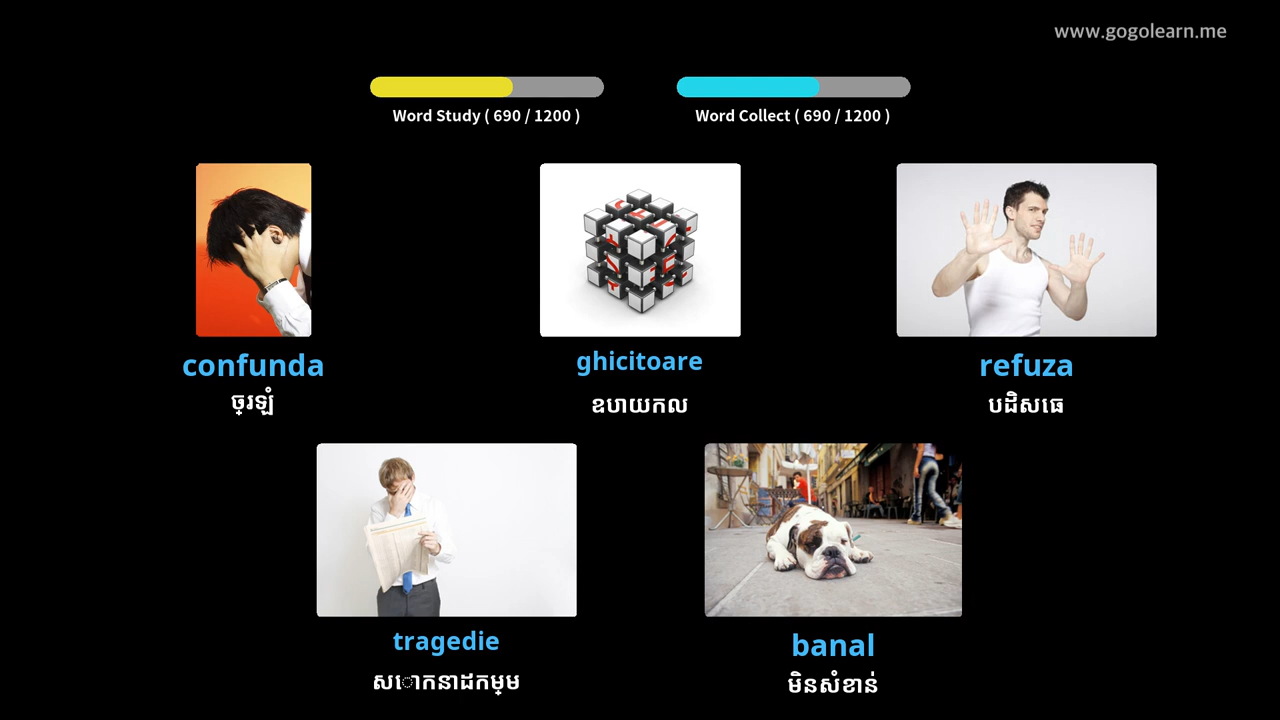 www.gogolearn.me
Word Study ( 690 / 1200 )
Word Collect ( 690 / 1200 )
confunda
ច្រឡំ
ghicitoare
ឧបាយកល
refuza
បដិសធេ
tragedie
សោកនាដកម្ម
banal
មិនសំខាន់